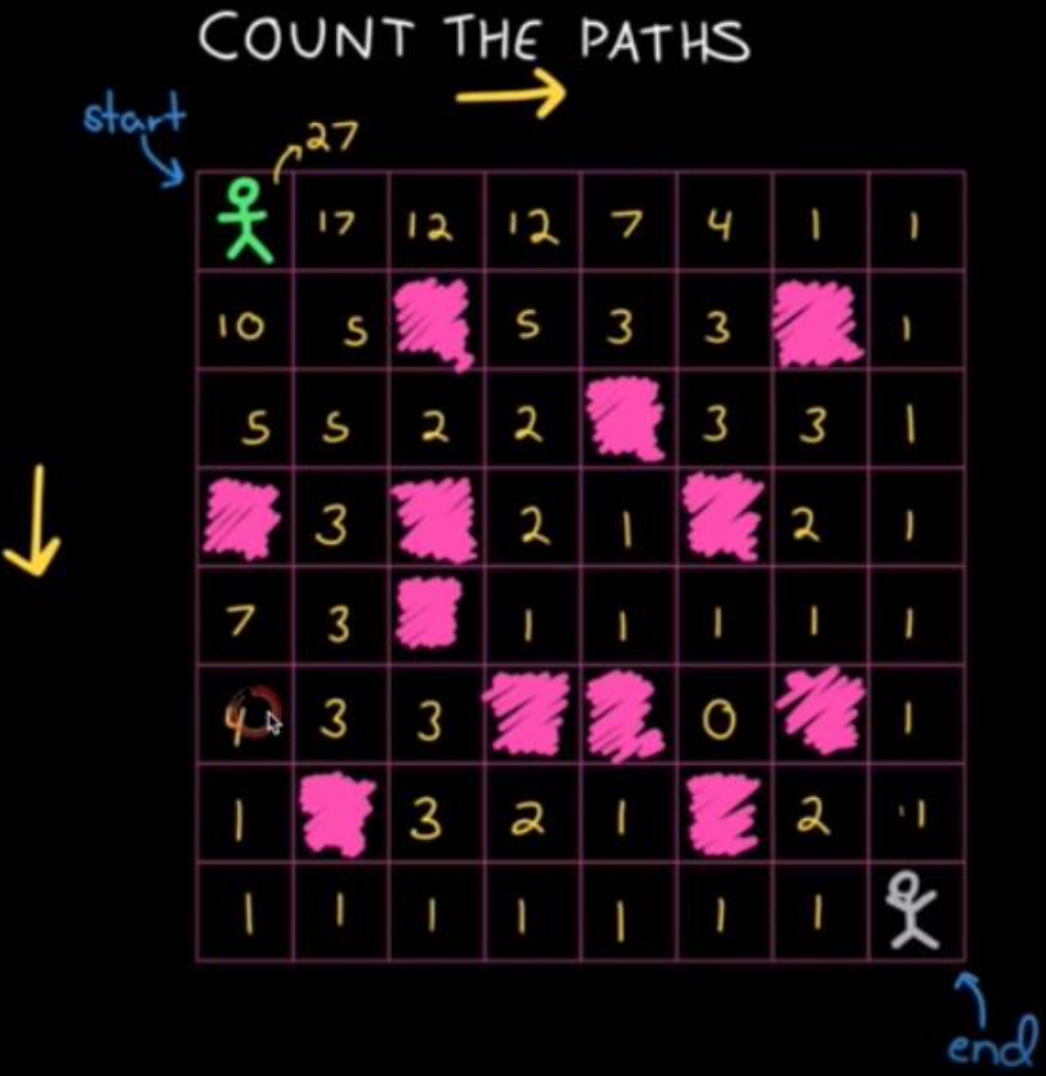 COUNT THE PATHS
start
27
17 12 12 7 4 1 1
10 5 5 3 3 1
5 5 2 2 3 3 1
3 2 1 2 1
7 3 1 1 1 1 1
3 3 0 1
1 3 2 1 2 1
1 1 1 1 1 1 1
end